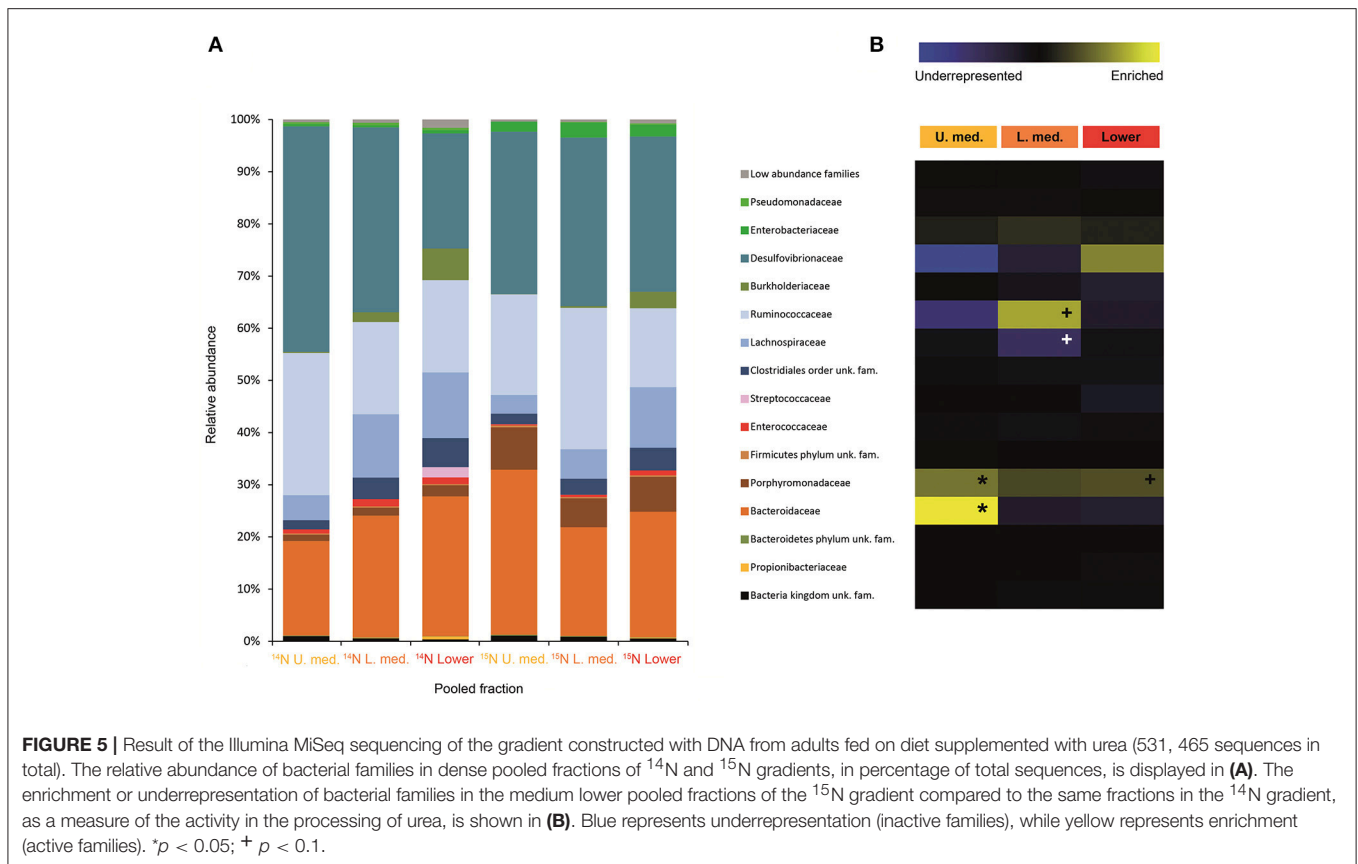 A
B
Underrepresented Enriched
100%
90%
80%
70%
60%
50%
40%
30%
20%
10%
0%
Relative abundance
¹⁴N U. med. ¹⁴N L. med. ¹⁴N Lower ¹⁵N U. med. ¹⁵N L. med. ¹⁵N Lower
Pooled fraction
Low abundance families
Pseudomonadaceae
Enterobacteriaceae
Desulfovibrionaceae
Burkholderiaceae
Ruminococcaceae
Lachnospiraceae
Clostridiales order unk. fam.
Streptococcaceae
Enterococcaceae
Firmicutes phylum unk. fam.
Porphyromonadaceae
Bacteroidaceae
Bacteroidetes phylum unk. fam.
Propionibacteriaceae
Bacteria kingdom unk. fam.
U. med. L. med. Lower
+
+
* +
*
FIGURE 5 | Result of the Illumina MiSeq sequencing of the gradient constructed with DNA from adults fed on diet supplemented with urea (531, 465 sequences in
total). The relative abundance of bacterial families in dense pooled fractions of ¹⁴N and ¹⁵N gradients, in percentage of total sequences, is displayed in (A). The
enrichment or underrepresentation of bacterial families in the medium lower pooled fractions of the ¹⁵N gradient compared to the same fractions in the ¹⁴N gradient,
as a measure of the activity in the processing of urea, is shown in (B). Blue represents underrepresentation (inactive families), while yellow represents enrichment
(active families). *p < 0.05; + p < 0.1.